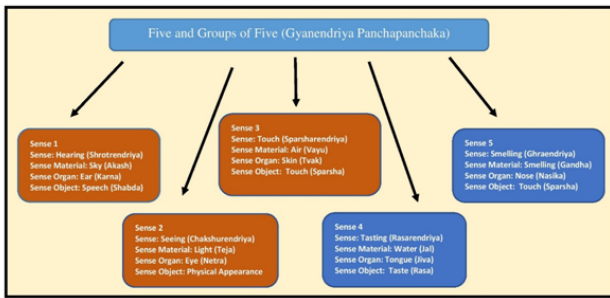 Five and Groups of Five (Gyanendriya Panchapanchaka)
Sense 1
Sense: Hearing (Shrotrendriya)
Sense Material: Sky (Akash)
Sense Organ: Ear (Karna)
Sense Object: Speech (Shabda)
Sense 2
Sense: Seeing (Chakshurendriya)
Sense Material: Light (Teja)
Sense Organ: Eye (Netra)
Sense Object: Physical Appearance
Sense 3
Sense: Touch (Sparsharendriya)
Sense Material: Air (Vayu)
Sense Organ: Skin (Tvak)
Sense Object:  Touch (Sparsha)
Sense 4
Sense: Tasting (Rasarendriya)
Sense Material: Water (Jal)
Sense Organ: Tongue (Jiva)
Sense Object:  Taste (Rasa)
Sense 5
Sense: Smelling (Ghraendriya)
Sense Material: Smelling (Gandha)
Sense Organ: Nose (Nasika)
Sense Object:  Touch (Sparsha)